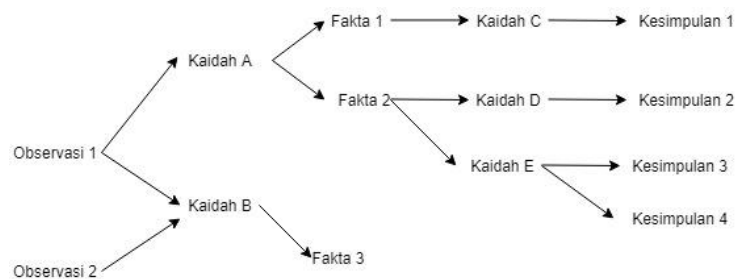 Fakta 1 Kaidah C Kesimpulan 1
Kaidah A
Fakta 2 Kaidah D Kesimpulan 2
Observasi 1
Kaidah E Kesimpulan 3
Kaidah B
Kesimpulan 4
Fakta 3
Observasi 2